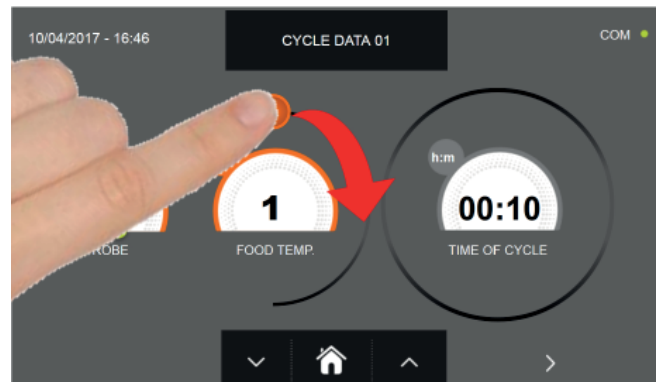 10/04/2017 - 16:46
CYCLE DATA 01
COM
h:m
1
00:10
ROBE
FOOD TEMP.
TIME OF CYCLE